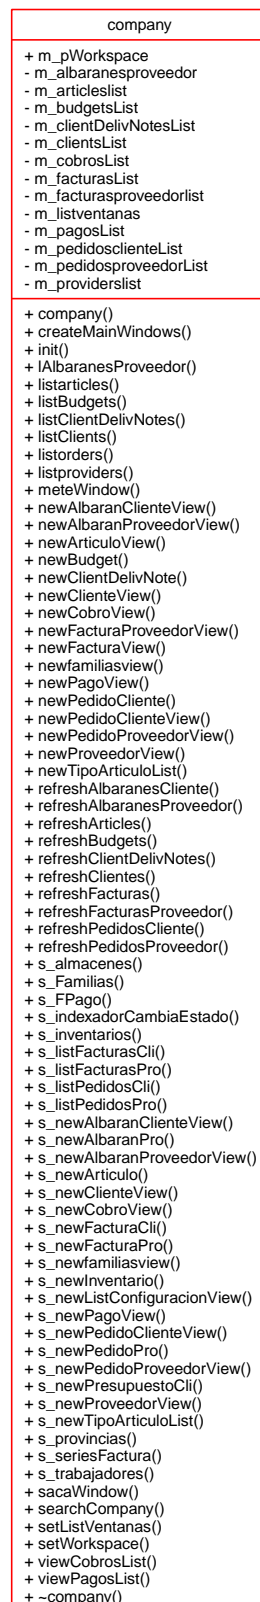 company
+ m_pWorkspace
- m_albaranesproveedor
- m_articleslist
- m_budgetsList
- m_clientDelivNotesList
- m_clientsList
- m_cobrosList
- m_facturasList
- m_facturasproveedorlist
- m_listventanas
- m_pagosList
- m_pedidosclienteList
- m_pedidosproveedorList
- m_providerslist
+ company()
+ createMainWindows()
+ init()
+ lAlbaranesProveedor()
+ listarticles()
+ listBudgets()
+ listClientDelivNotes()
+ listClients()
+ listorders()
+ listproviders()
+ meteWindow()
+ newAlbaranClienteView()
+ newAlbaranProveedorView()
+ newArticuloView()
+ newBudget()
+ newClientDelivNote()
+ newClienteView()
+ newCobroView()
+ newFacturaProveedorView()
+ newFacturaView()
+ newfamiliasview()
+ newPagoView()
+ newPedidoCliente()
+ newPedidoClienteView()
+ newPedidoProveedorView()
+ newProveedorView()
+ newTipoArticuloList()
+ refreshAlbaranesCliente()
+ refreshAlbaranesProveedor()
+ refreshArticles()
+ refreshBudgets()
+ refreshClientDelivNotes()
+ refreshClientes()
+ refreshFacturas()
+ refreshFacturasProveedor()
+ refreshPedidosCliente()
+ refreshPedidosProveedor()
+ s_almacenes()
+ s_Familias()
+ s_FPago()
+ s_indexadorCambiaEstado()
+ s_inventarios()
+ s_listFacturasCli()
+ s_listFacturasPro()
+ s_listPedidosCli()
+ s_listPedidosPro()
+ s_newAlbaranClienteView()
+ s_newAlbaranPro()
+ s_newAlbaranProveedorView()
+ s_newArticulo()
+ s_newClienteView()
+ s_newCobroView()
+ s_newFacturaCli()
+ s_newFacturaPro()
+ s_newfamiliasview()
+ s_newInventario()
+ s_newListConfiguracionView()
+ s_newPagoView()
+ s_newPedidoClienteView()
+ s_newPedidoPro()
+ s_newPedidoProveedorView()
+ s_newPresupuestoCli()
+ s_newProveedorView()
+ s_newTipoArticuloList()
+ s_provincias()
+ s_seriesFactura()
+ s_trabajadores()
+ sacaWindow()
+ searchCompany()
+ setListVentanas()
+ setWorkspace()
+ viewCobrosList()
+ viewPagosList()
+ ~company()